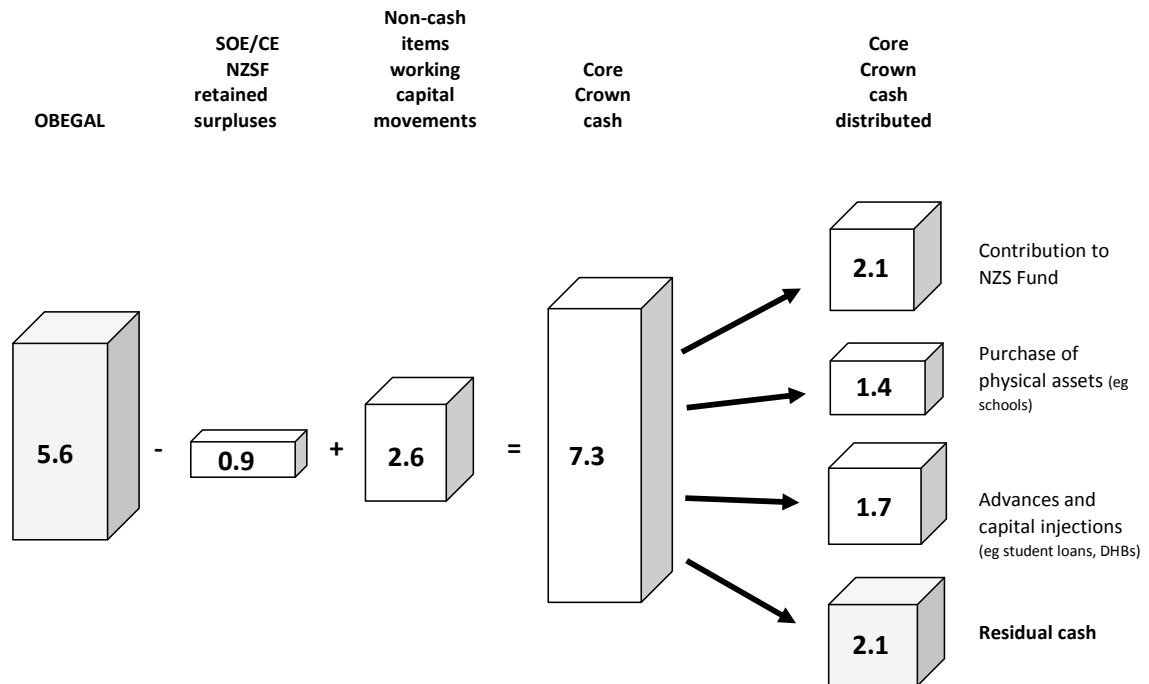 OBEGAL
SOE/CE
NZSF
retained
surpluses
Non-cash
items
working
capital
movements
Core
Crown
cash
Core
Crown
cash
distributed
5.6
-
0.9
+
2.6
=
7.3
2.1
Contribution to
NZS Fund
1.4
Purchase of
physical assets (eg
schools)
1.7
Advances and
capital injections
(eg student loans, DHBs)
2.1
Residual cash